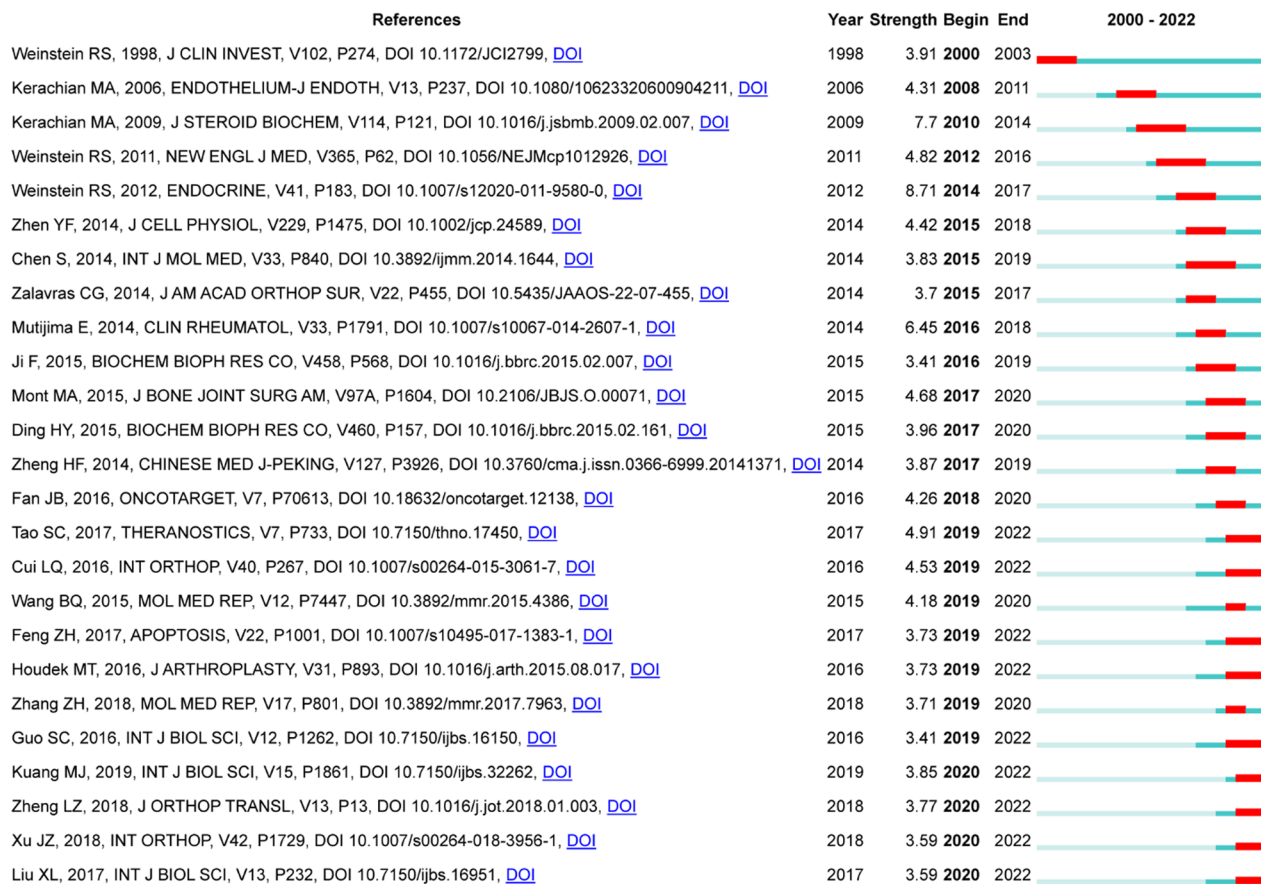 References Year Strength Begin End 2000 - 2022
Weinstein RS, 1998, J CLIN INVEST, V102, P274, DOI 10.1172/JCI2799, DOI 1998 3.91 2000 2003
Kerachian MA, 2006, ENDOTHELIUM-J ENDOTH, V13, P237, DOI 10.1080/10623320600904211, DOI 2006 4.31 2008 2011
Kerachian MA, 2009, J STEROID BIOCHEM, V114, P121, DOI 10.1016/j.jsbmb.2009.02.007, DOI 2009 7.7 2010 2014
Weinstein RS, 2011, NEW ENGL J MED, V365, P62, DOI 10.1056/NEJMcp1012926, DOI 2011 4.82 2012 2016
Weinstein RS, 2012, ENDOCRINE, V41, P183, DOI 10.1007/s12020-011-9580-0, DOI 2012 8.71 2014 2017
Zhen YF, 2014, J CELL PHYSIOL, V229, P1475, DOI 10.1002/jcp.24589, DOI 2014 4.42 2015 2018
Chen S, 2014, INT J MOL MED, V33, P840, DOI 10.3892/ijmm.2014.1644, DOI 2014 3.83 2015 2019
Zalavras CG, 2014, J AM ACAD ORTHOP SUR, V22, P455, DOI 10.5435/JAAOS-22-07-455, DOI 2014 3.7 2015 2017
Mutijima E, 2014, CLIN RHEUMATOL, V33, P1791, DOI 10.1007/s10067-014-2607-1, DOI 2014 6.45 2016 2018
Ji F, 2015, BIOCHEM BIOPH RES CO, V458, P568, DOI 10.1016/j.bbrc.2015.02.007, DOI 2015 3.41 2016 2019
Mont MA, 2015, J BONE JOINT SURG AM, V97A, P1604, DOI 10.2106/JBJS.O.00071, DOI 2015 4.68 2017 2020
Ding HY, 2015, BIOCHEM BIOPH RES CO, V460, P157, DOI 10.1016/j.bbrc.2015.02.161, DOI 2015 3.96 2017 2020
Zheng HF, 2014, CHINESE MED J-PEKING, V127, P3926, DOI 10.3760/cma.j.issn.0366-6999.20141371, DOI 2014 3.87 2017 2019
Fan JB, 2016, ONCOTARGET, V7, P70613, DOI 10.18632/oncotarget.12138, DOI 2016 4.26 2018 2020
Tao SC, 2017, THERANOSTICS, V7, P733, DOI 10.7150/thno.17450, DOI 2017 4.91 2019 2022
Cui LQ, 2016, INT ORTHOP, V40, P267, DOI 10.1007/s00264-015-3061-7, DOI 2016 4.53 2019 2022
Wang BQ, 2015, MOL MED REP, V12, P7447, DOI 10.3892/mmr.2015.4386, DOI 2015 4.18 2019 2020
Feng ZH, 2017, APOPTOSIS, V22, P1001, DOI 10.1007/s10495-017-1383-1, DOI 2017 3.73 2019 2022
Houdek MT, 2016, J ARTHROPLASTY, V31, P893, DOI 10.1016/j.arth.2015.08.017, DOI 2016 3.73 2019 2022
Zhang ZH, 2018, MOL MED REP, V17, P801, DOI 10.3892/mmr.2017.7963, DOI 2018 3.71 2019 2020
Guo SC, 2016, INT J BIOL SCI, V12, P1262, DOI 10.7150/ijbs.16150, DOI 2016 3.41 2019 2022
Kuang MJ, 2019, INT J BIOL SCI, V15, P1861, DOI 10.7150/ijbs.32262, DOI 2019 3.85 2020 2022
Zheng LZ, 2018, J ORTHOP TRANSL, V13, P13, DOI 10.1016/j.jot.2018.01.003, DOI 2018 3.77 2020 2022
Xu JZ, 2018, INT ORTHOP, V42, P1729, DOI 10.1007/s00264-018-3956-1, DOI 2018 3.59 2020 2022
Liu XL, 2017, INT J BIOL SCI, V13, P232, DOI 10.7150/ijbs.16951, DOI 2017 3.59 2020 2022